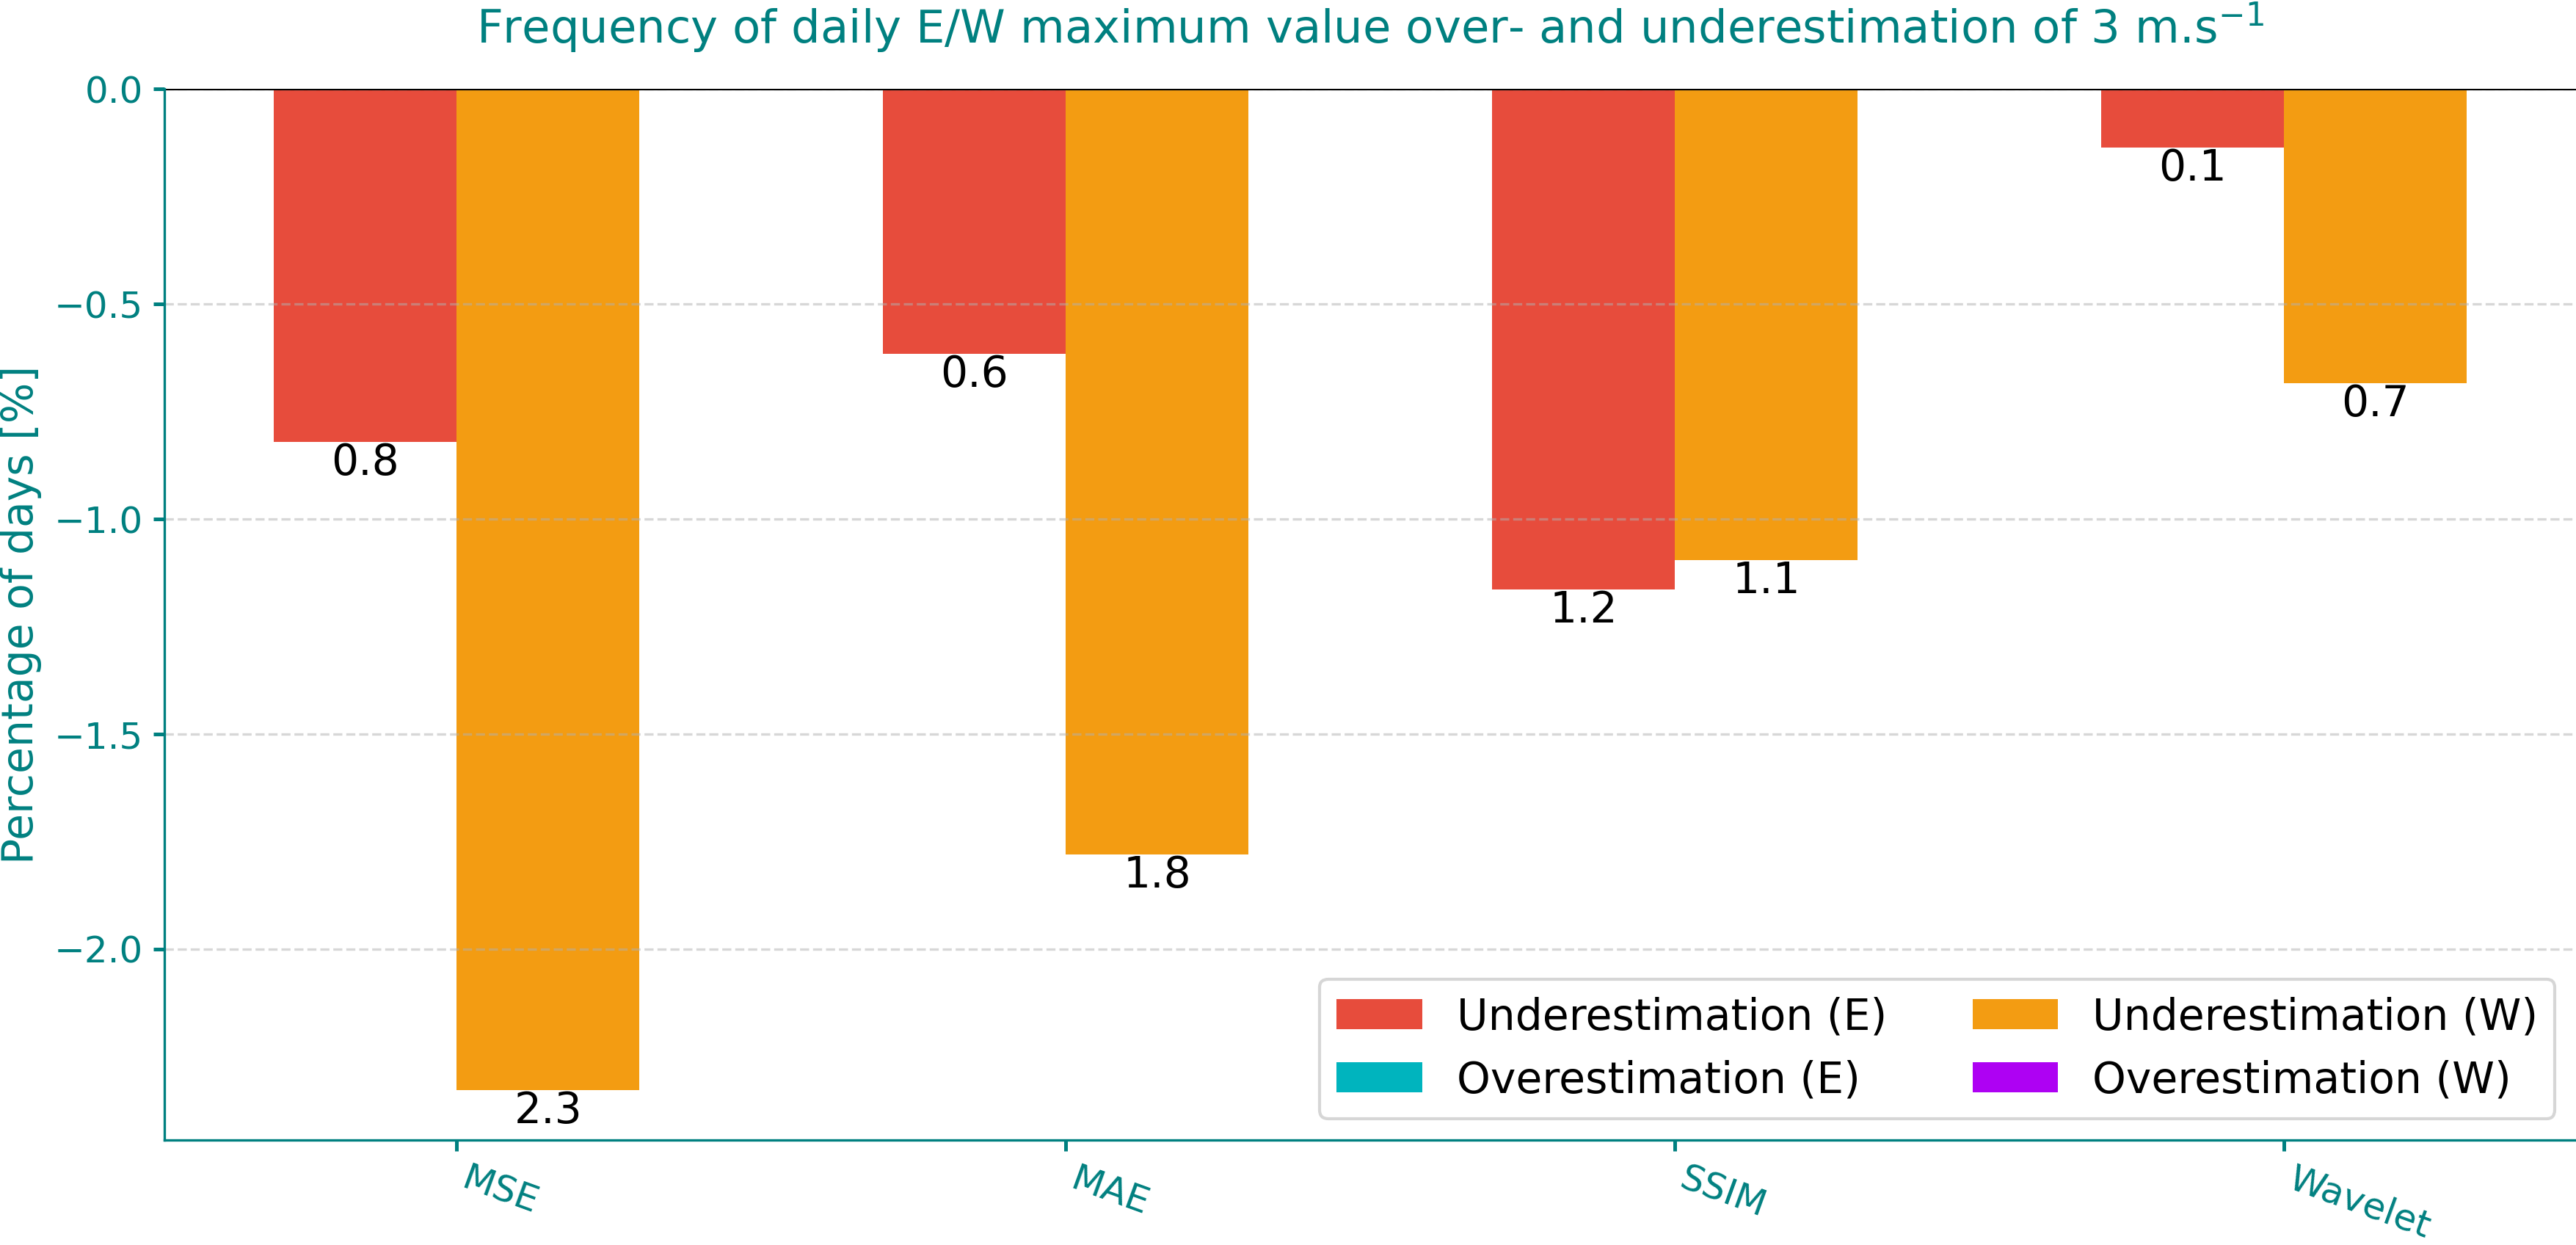 Frequency of daily E/W maximum value over- and underestimation of 3 m.s⁻¹
Percentage of days [%]
0.0
−0.5
−1.0
−1.5
−2.0
0.8
2.3
0.6
1.8
1.2
1.1
0.1
0.7
Underestimation (E)
Overestimation (E)
Underestimation (W)
Overestimation (W)
MSE
MAE
SSIM
Wavelet